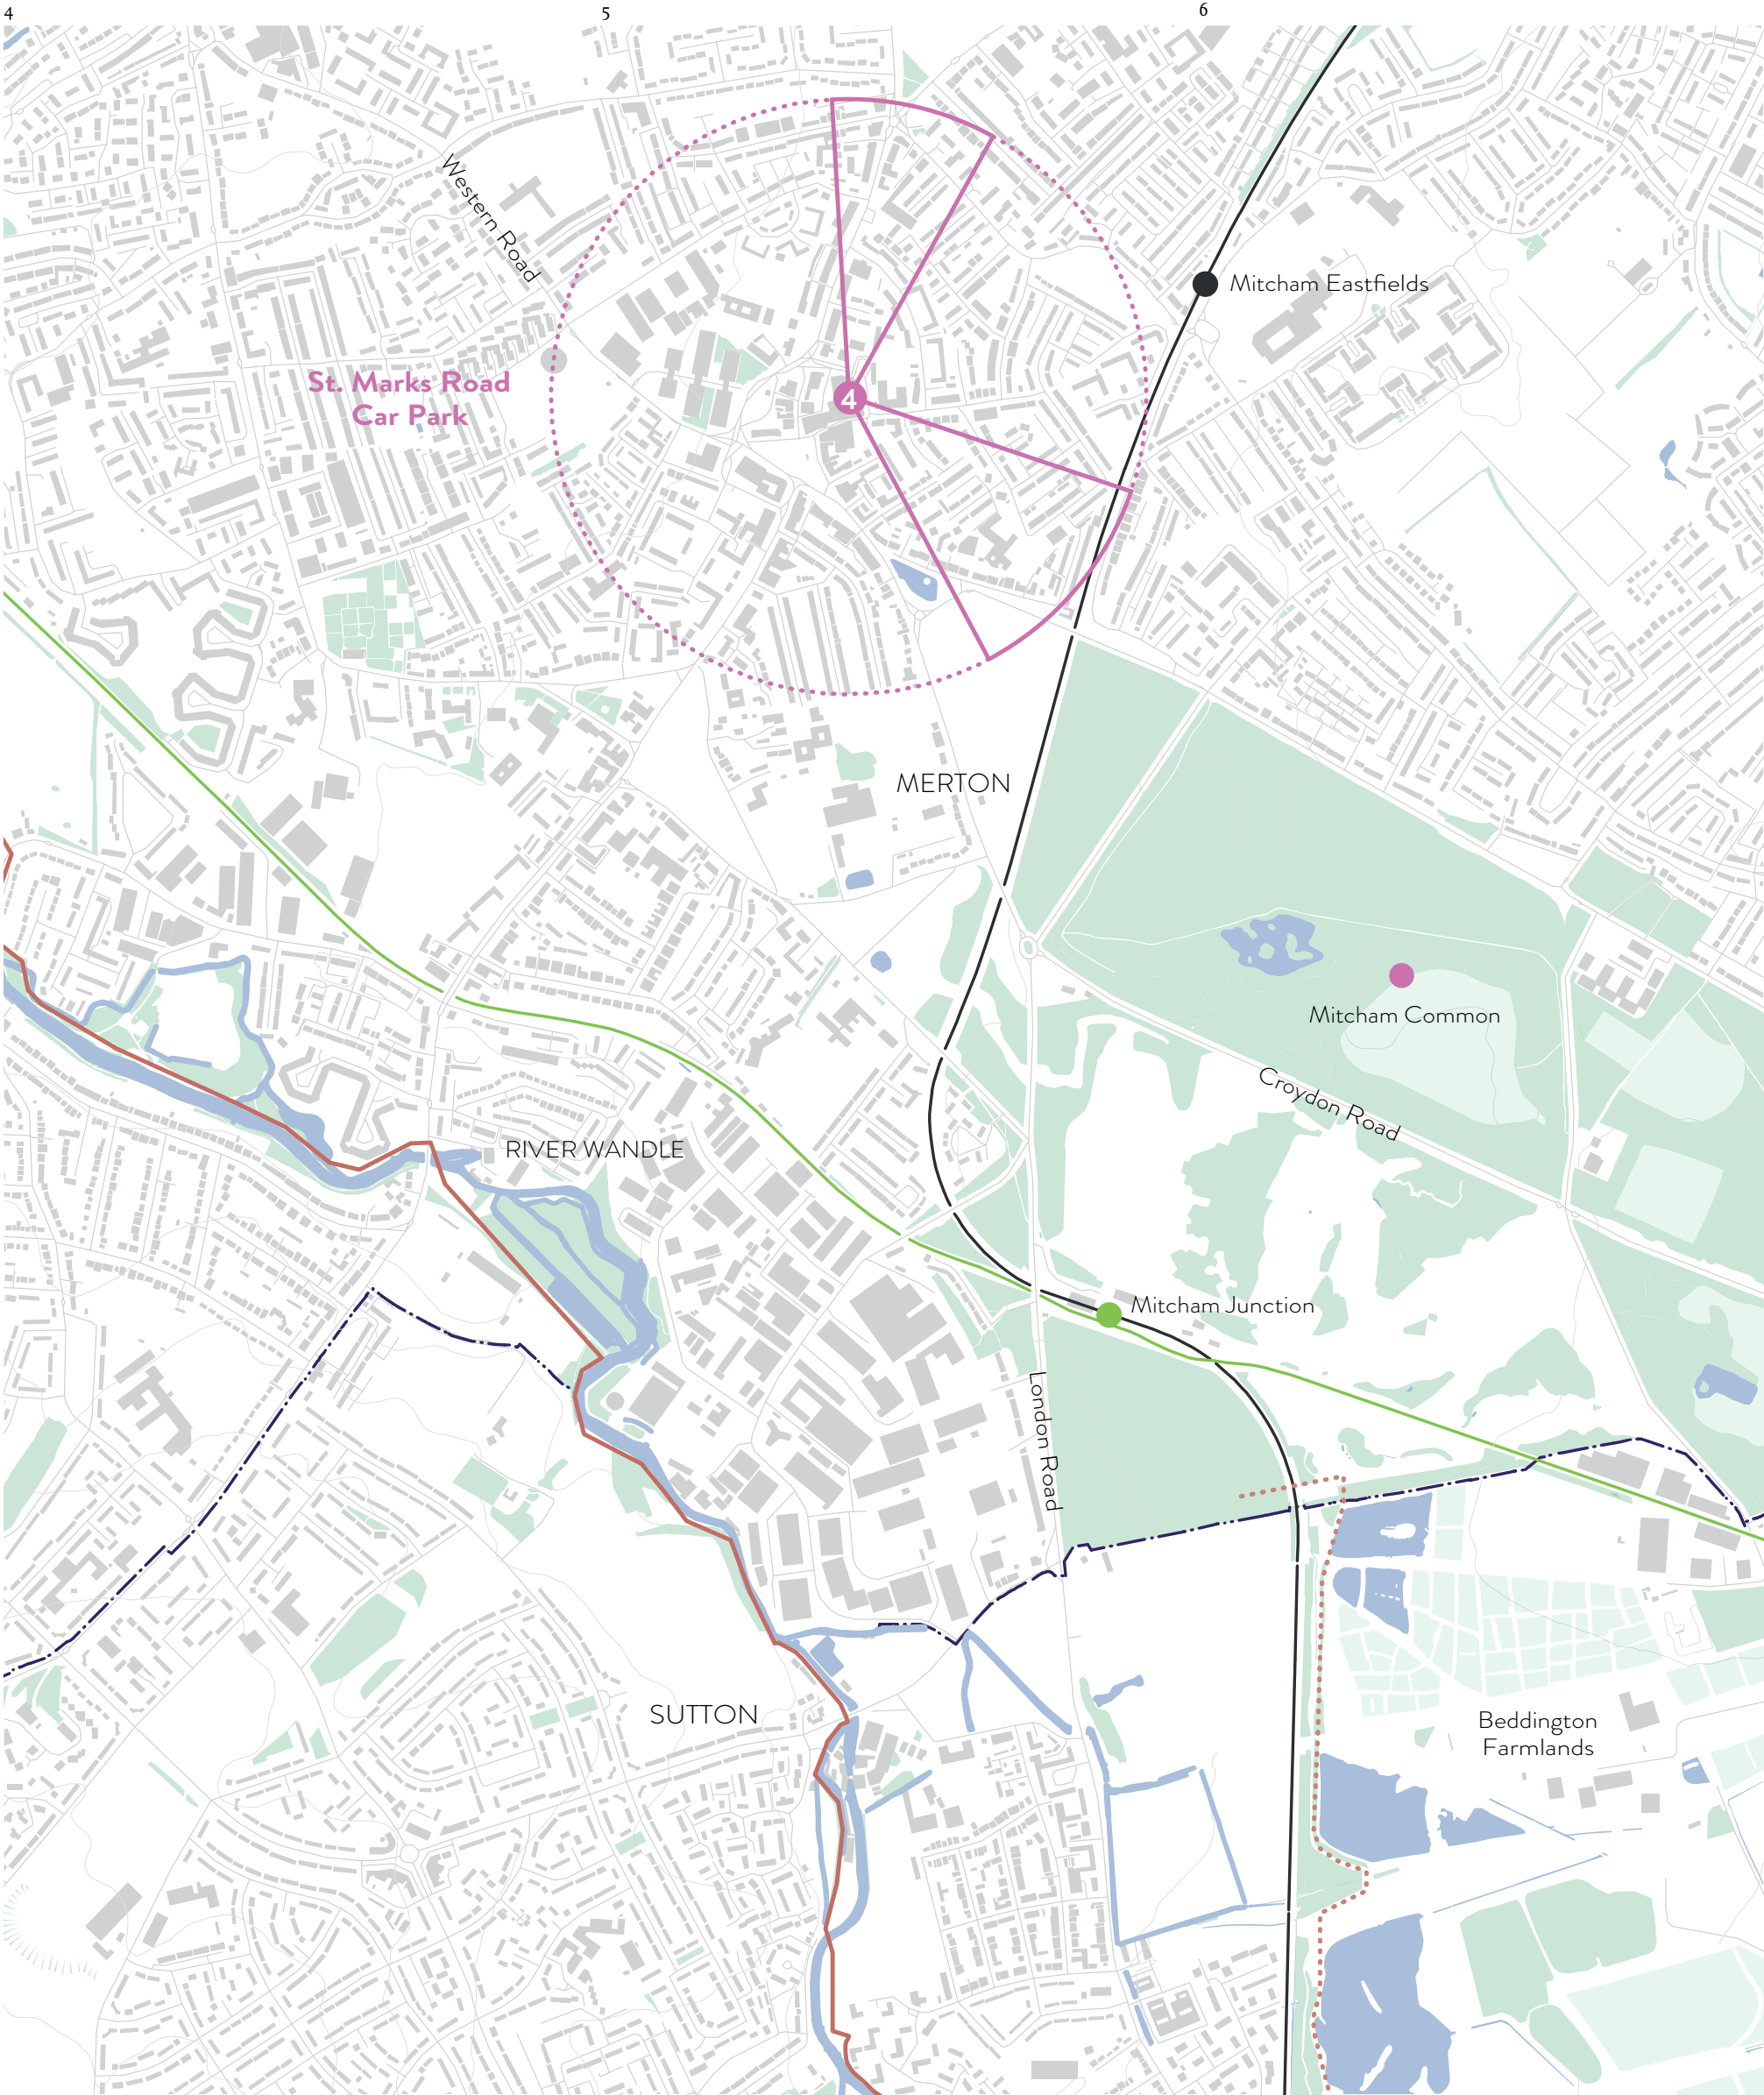 4
5
6
Western Road
Mitcham Eastfields
St. Marks Road
Car Park
4
MERTON
Mitcham Common
Croydon Road
RIVER WANDLE
Mitcham Junction
London Road
SUTTON
Beddington
Farmlands